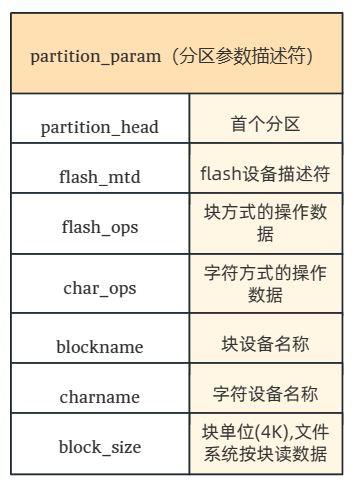 partition_param（分区参数描述符）
partition_head
首个分区
flash_mtd
flash设备描述符
flash_ops
块方式的操作数
据
char_ops
字符方式的操作
数据
blockname
块设备名称
charname
字符设备名称
block_size
块单位(4K),文件
系统按块读数据